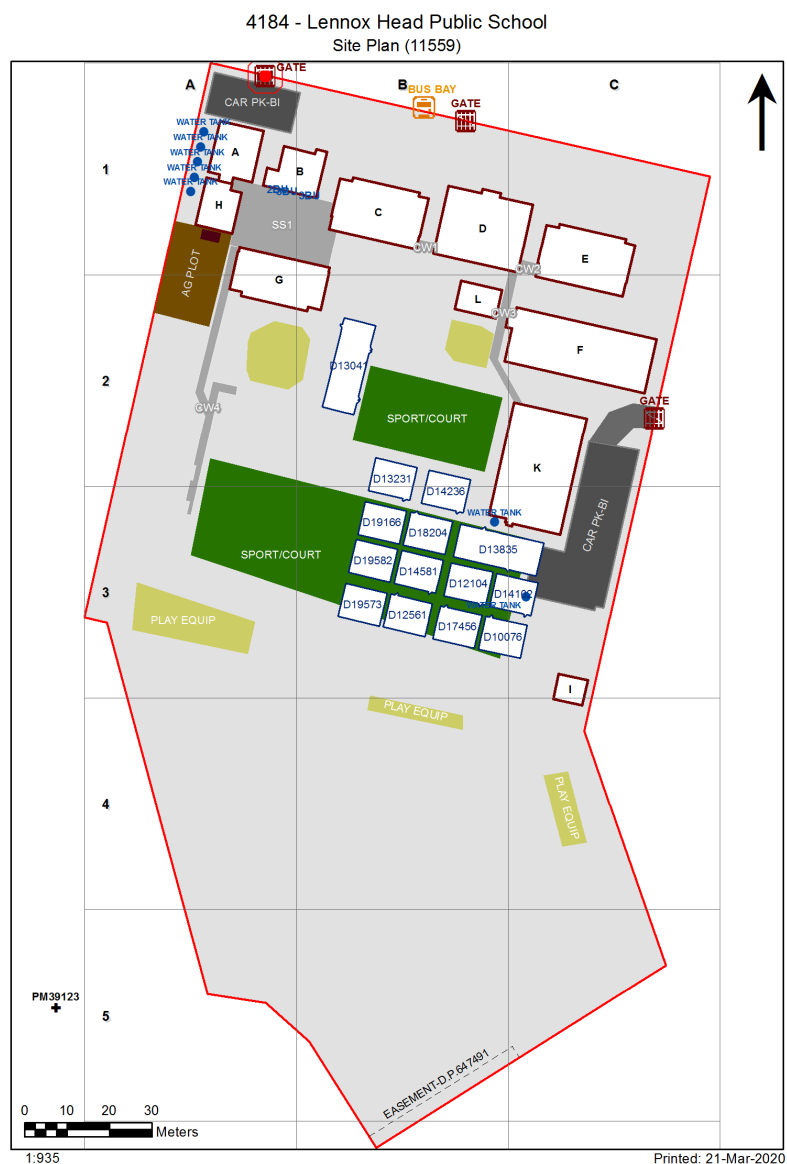 4184 - Lennox Head Public School
Site Plan (11559)
GATE
A
B
C
BUS BAY
CAR PK-BI
GATE
WATER TANK
WATER TANK
A
WATER TANK
WATER TANK
B
1
WATER TANK
H
C
SS1
D
CW1
E
CW2
AG PLOT
G
L
CW3
F
D13041
2
GATE
CW4
SPORT/COURT
K
D13231
D14236
WATER TANK
D19166
D18204
CAR PK-BI
D13835
SPORT/COURT
D19582
D14581
D12104
3
D14192
WATER TANK
D19573
D12561
PLAY EQUIP
D17456
D10076
I
PLAY EQUIP
4
PLAY EQUIP
PM39123
5
EASEMENT-D.P.647491
0 10 20 30
Meters
1:935
Printed: 21-Mar-2020